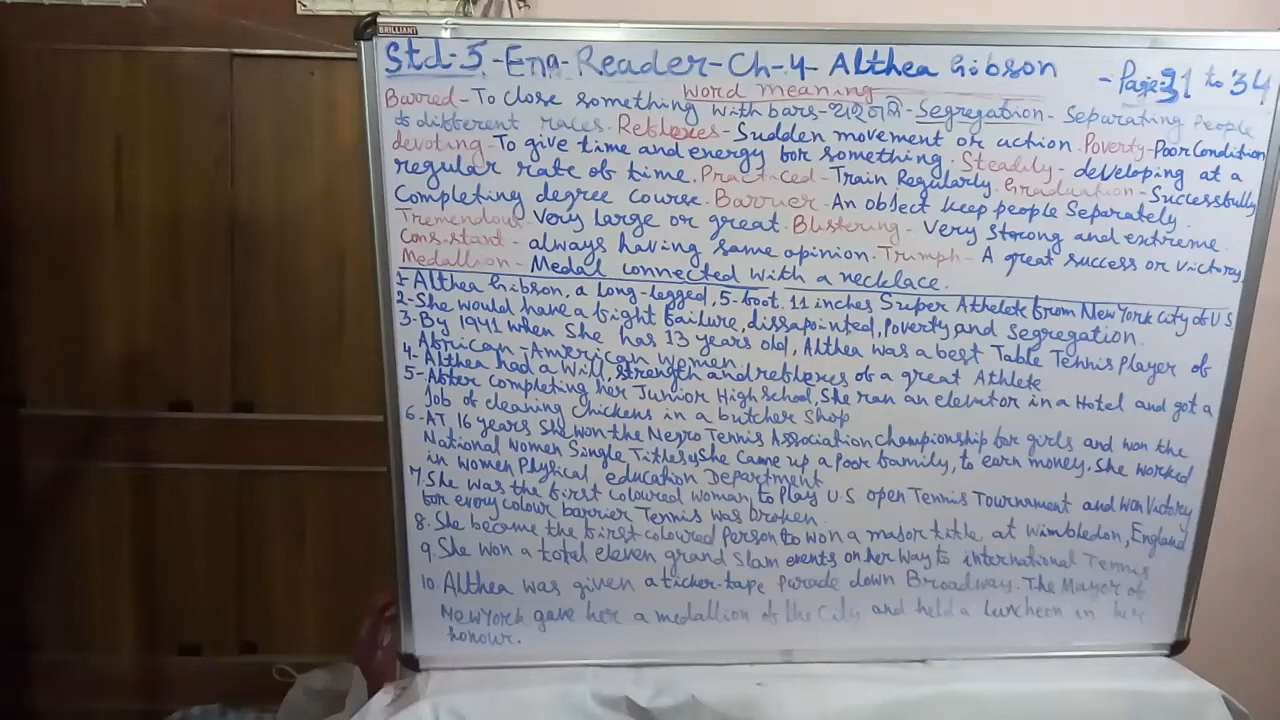 BRILLIANT
Std-5-Eng-Reader-Ch-4-Althea Gibson -Page:31 to 34
Word meaning
Barred-To close something with bars- -Segregation-Separating People
to different races. Reflexes-Sudden movement or action. Poverty-Poor Condition
devoting-To give time and energy for something. Steadily-developing at a
regular rate of time. Practiced-Train Regularly. Graduation-Successfully
Completing degree course. Barrier-An object keep people Separately.
Tremendous-Very large or great. Blistering-Very strong and extreme.
Constant-always having same opinion. Trumph-A great success or victory,
Medallion-Medal connected with a necklace.
1-Althea Gibson, a long-legged, 5-foot. 11 inches Super Athelete from New York City of U.S.
2-She would have a fight failure, dissapointed, Poverty, and segregation.
3-By 1941 when She has 13 years old, Althea was a best Table Tennis Player of
African-American Women.
4-Althea had a Will, strength and reflexes of a great Athlete
5-After completing her Junior High School, She ran an elevator in a Hotel and got a
Job of cleaning Chickens in a butcher Shop
6-AT 16 years She won the Negro Tennis Association Championship for girls and won the
National Women Single Titles, She came up a Poor family, to earn money. She worked
in Women Physical education Department
7.She was the first coloured woman, to Play U.S open Tennis Tournament and won Victory
for every colour barrier Tennis was broken.
8.She became the first coloured Person to won a major title at Wimbledon, England
9.She won a total eleven grand slam events on her way to international Tennis
10.Althea was given a ticker-tape Parade down Broadway. The Mayor of
New York gave her a medallion of the City and held a luncheon in her
honour.